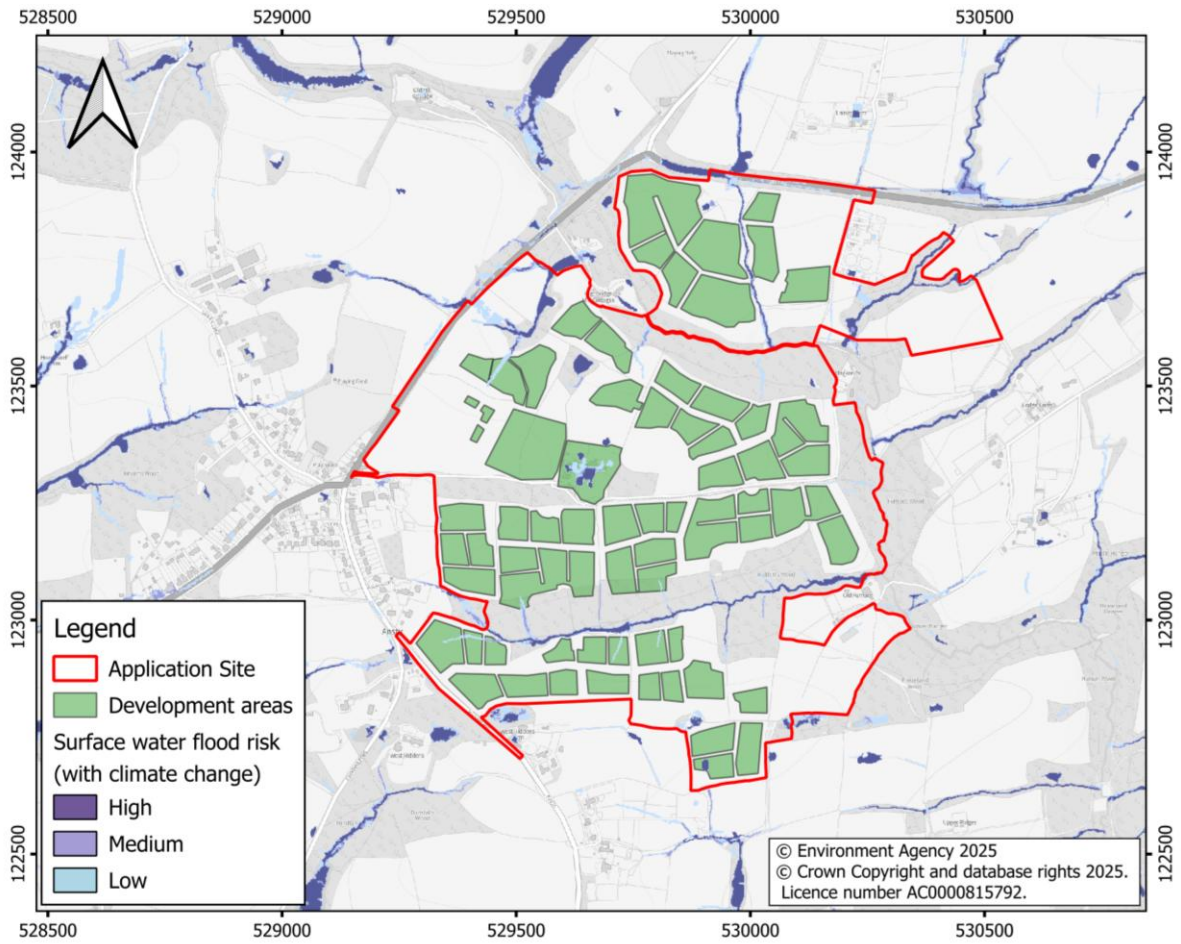 528500 529000 529500 530000 530500
124000 124000
123500 123500
123000 123000
122500 122500
Legend
Application Site
Development areas
Surface water flood risk
(with climate change)
High
Medium
Low
© Environment Agency 2025
© Crown Copyright and database rights 2025.
Licence number AC0000815792.
528500 529000 529500 530000 530500